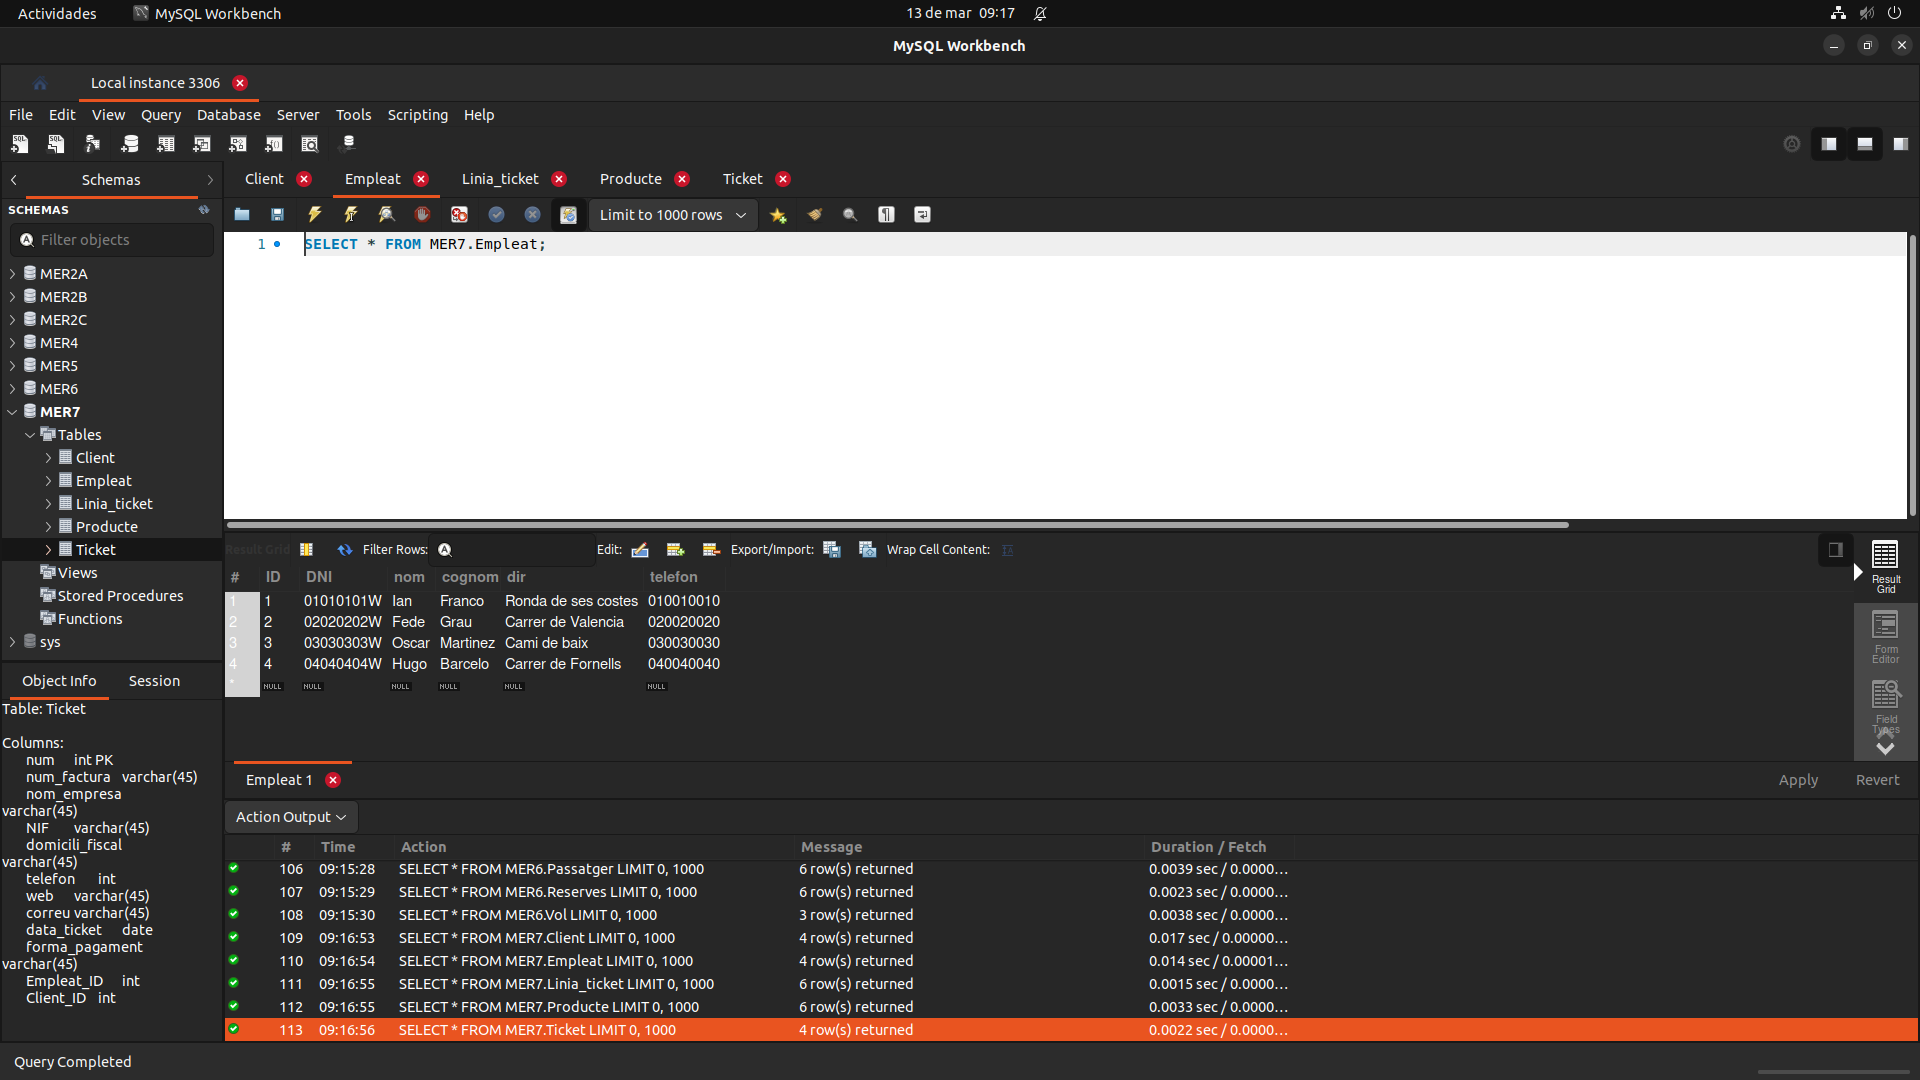 Actividades MySQL Workbench 13 de mar 09:17
MySQL Workbench
Local instance 3306
File Edit View Query Database Server Tools Scripting Help
Schemas
Client Empleat Linia_ticket Producte Ticket
SCHEMAS
Limit to 1000 rows
Filter objects
1 SELECT * FROM MER7.Empleat;
MER2A
MER2B
MER2C
MER4
MER5
MER6
MER7
Tables
Client
Empleat
Linia_ticket
Producte
Ticket
Views
Stored Procedures
Functions
sys
Result Grid Filter Rows: Edit: Export/Import: Wrap Cell Content:
# ID DNI nom cognom dir telefon
1 1 01010101W Ian Franco Ronda de ses costes 010010010
2 2 02020202W Fede Grau Carrer de Valencia 020020020
3 3 03030303W Oscar Martinez Cami de baix 030030030
4 4 04040404W Hugo Barcelo Carrer de Fornells 040040040
* NULL NULL NULL NULL NULL NULL
Result
Grid
Form
Editor
Field
Types
Object Info Session
Table: Ticket
Columns:
num int PK
num_factura varchar(45)
nom_empresa
varchar(45)
NIF varchar(45)
domicili_fiscal
varchar(45)
telefon int
web varchar(45)
correu varchar(45)
data_ticket date
forma_pagament
varchar(45)
Empleat_ID int
Client_ID int
Empleat 1 Apply Revert
Action Output
# Time Action Message Duration / Fetch
106 09:15:28 SELECT * FROM MER6.Passatger LIMIT 0, 1000 6 row(s) returned 0.0039 sec / 0.0000...
107 09:15:29 SELECT * FROM MER6.Reserves LIMIT 0, 1000 6 row(s) returned 0.0023 sec / 0.0000...
108 09:15:30 SELECT * FROM MER6.Vol LIMIT 0, 1000 3 row(s) returned 0.0038 sec / 0.0000...
109 09:16:53 SELECT * FROM MER7.Client LIMIT 0, 1000 4 row(s) returned 0.017 sec / 0.00000...
110 09:16:54 SELECT * FROM MER7.Empleat LIMIT 0, 1000 4 row(s) returned 0.014 sec / 0.00001...
111 09:16:55 SELECT * FROM MER7.Linia_ticket LIMIT 0, 1000 6 row(s) returned 0.0015 sec / 0.0000...
112 09:16:55 SELECT * FROM MER7.Producte LIMIT 0, 1000 6 row(s) returned 0.0033 sec / 0.0000...
113 09:16:56 SELECT * FROM MER7.Ticket LIMIT 0, 1000 4 row(s) returned 0.0022 sec / 0.0000...
Query Completed